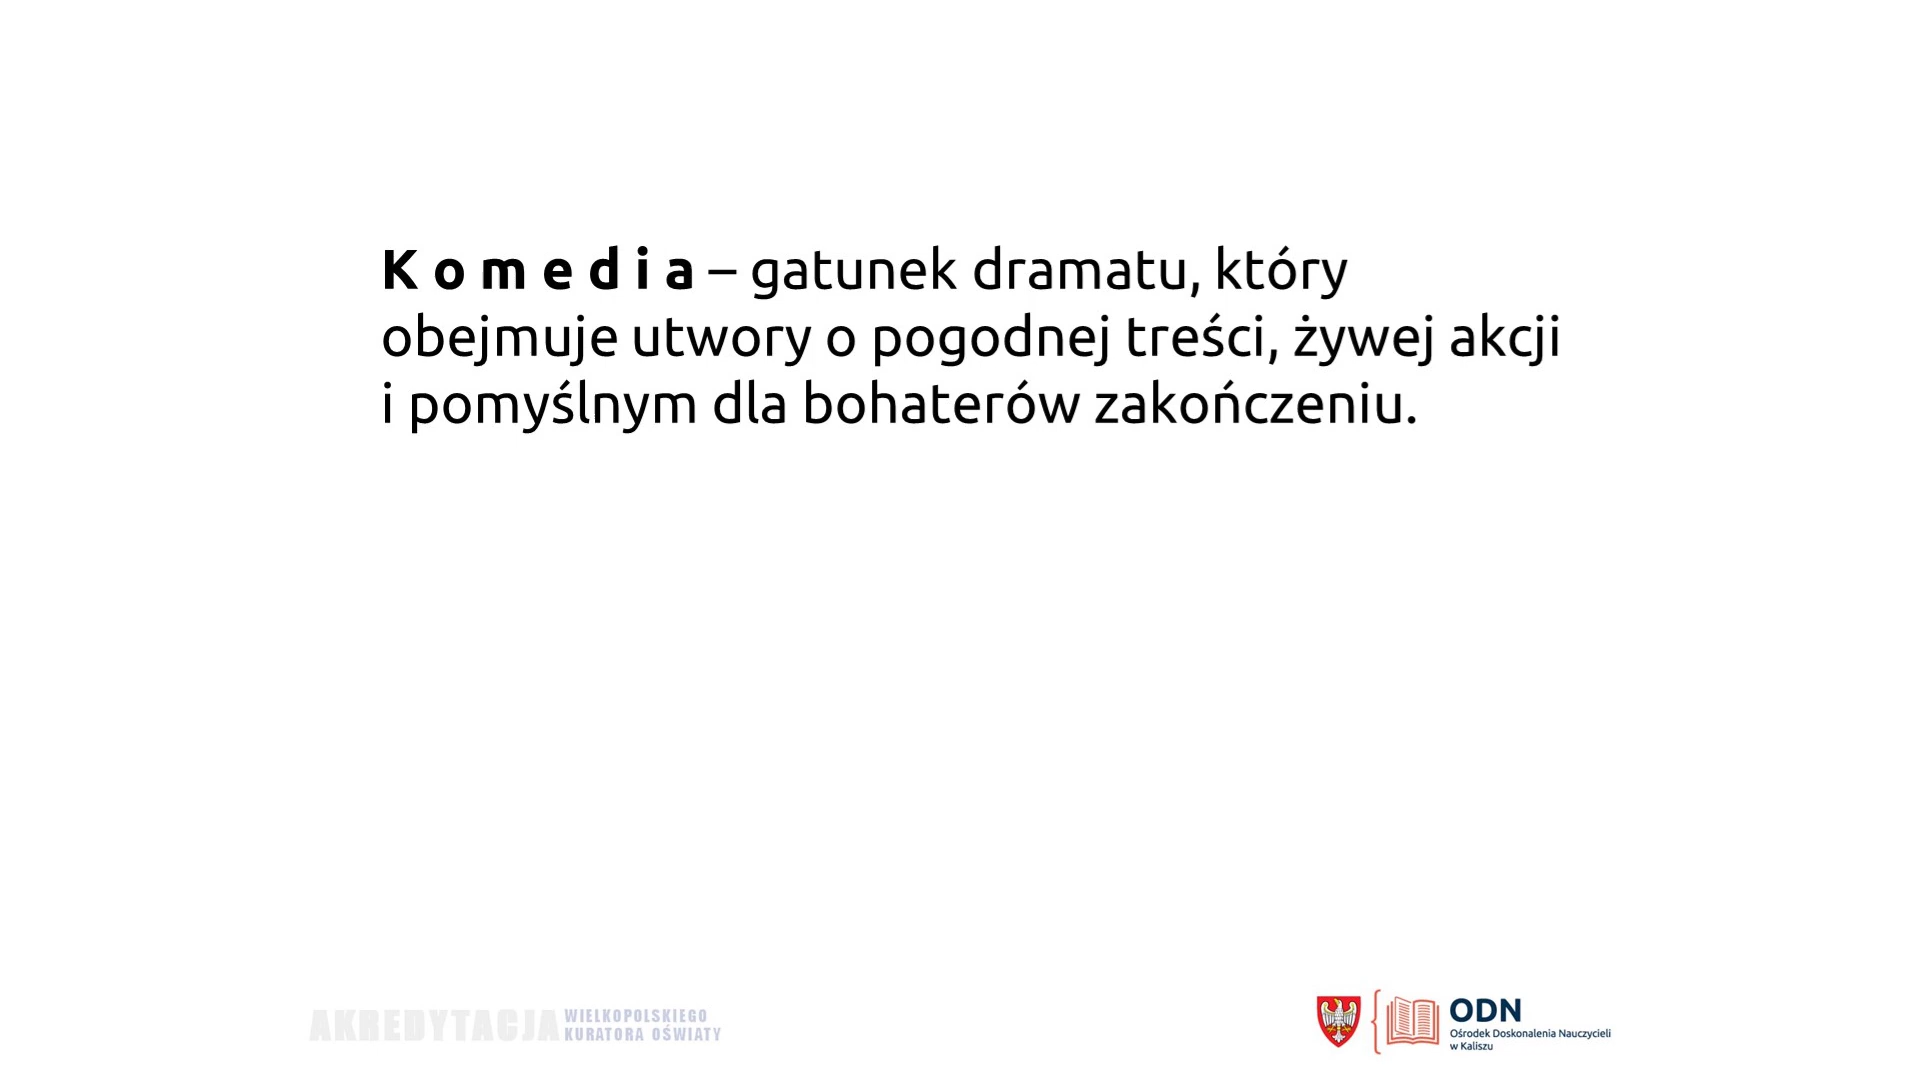 K o m e d i a – gatunek dramatu, który
obejmuje utwory o pogodnej treści, żywej akcji
i pomyślnym dla bohaterów zakończeniu.
AKREDYTACJA WIELKOPOLSKIEGO
KURATORA OŚWIATY
ODN
Ośrodek Doskonalenia Nauczycieli
w Kaliszu